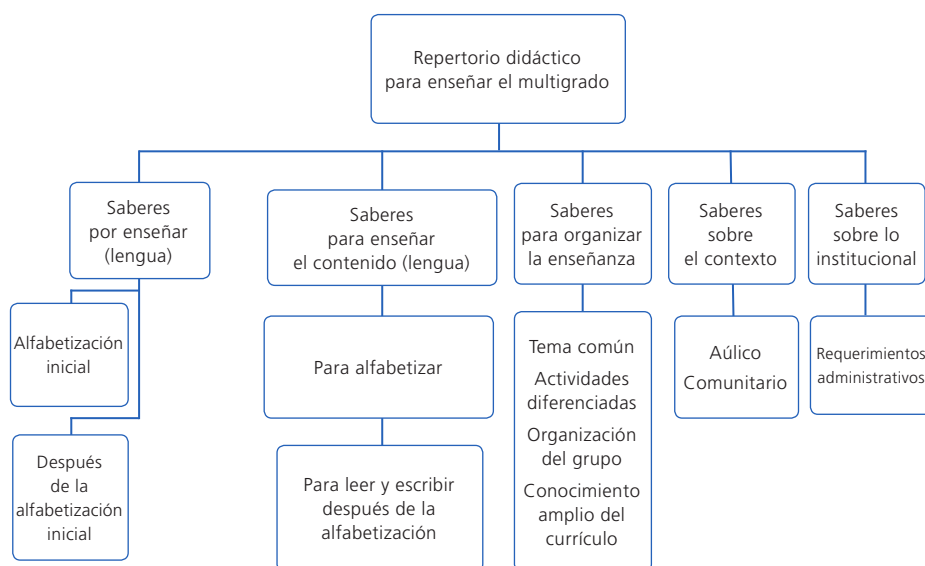 Repertorio didáctico
para enseñar el multigrado
Saberes
por enseñar
(lengua)
Saberes
para enseñar
el contenido (lengua)
Saberes
para organizar
la enseñanza
Saberes
sobre
el contexto
Saberes
sobre lo
institucional
Alfabetización
inicial
Después
de la
alfabetización
inicial
Para alfabetizar
Para leer y escribir
después de la
alfabetización
Tema común
Actividades
diferenciadas
Organización
del grupo
Conocimiento
amplio del
currículo
Aúlico
Comunitario
Requerimientos
administrativos